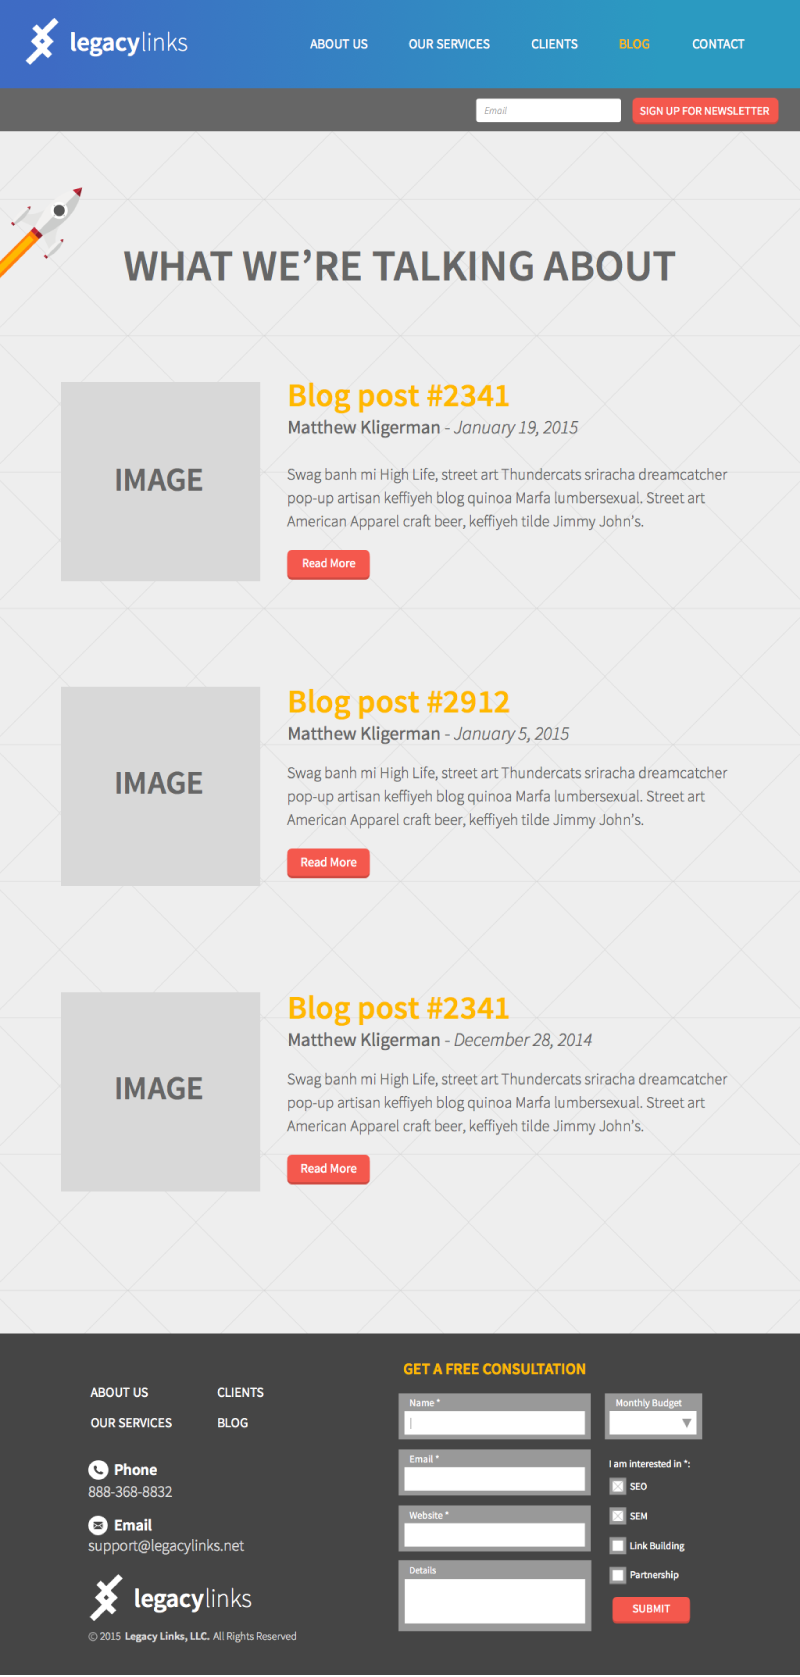 legacylinks
ABOUT US OUR SERVICES CLIENTS BLOG CONTACT
Email SIGN UP FOR NEWSLETTER
WHAT WE’RE TALKING ABOUT
IMAGE
Blog post #2341
Matthew Kligerman - January 19, 2015
Swag banh mi High Life, street art Thundercats sriracha dreamcatcher
pop-up artisan keffiyeh blog quinoa Marfa lumbersexual. Street art
American Apparel craft beer, keffiyeh tilde Jimmy John’s.
Read More
IMAGE
Blog post #2912
Matthew Kligerman - January 5, 2015
Swag banh mi High Life, street art Thundercats sriracha dreamcatcher
pop-up artisan keffiyeh blog quinoa Marfa lumbersexual. Street art
American Apparel craft beer, keffiyeh tilde Jimmy John’s.
Read More
IMAGE
Blog post #2341
Matthew Kligerman - December 28, 2014
Swag banh mi High Life, street art Thundercats sriracha dreamcatcher
pop-up artisan keffiyeh blog quinoa Marfa lumbersexual. Street art
American Apparel craft beer, keffiyeh tilde Jimmy John’s.
Read More
ABOUT US CLIENTS
OUR SERVICES BLOG
Phone
888-368-8832
Email
support@legacylinks.net
legacylinks
© 2015 Legacy Links, LLC. All Rights Reserved
GET A FREE CONSULTATION
Name *
Email *
Website *
Details
Monthly Budget
I am interested in *:
SEO
SEM
Link Building
Partnership
SUBMIT